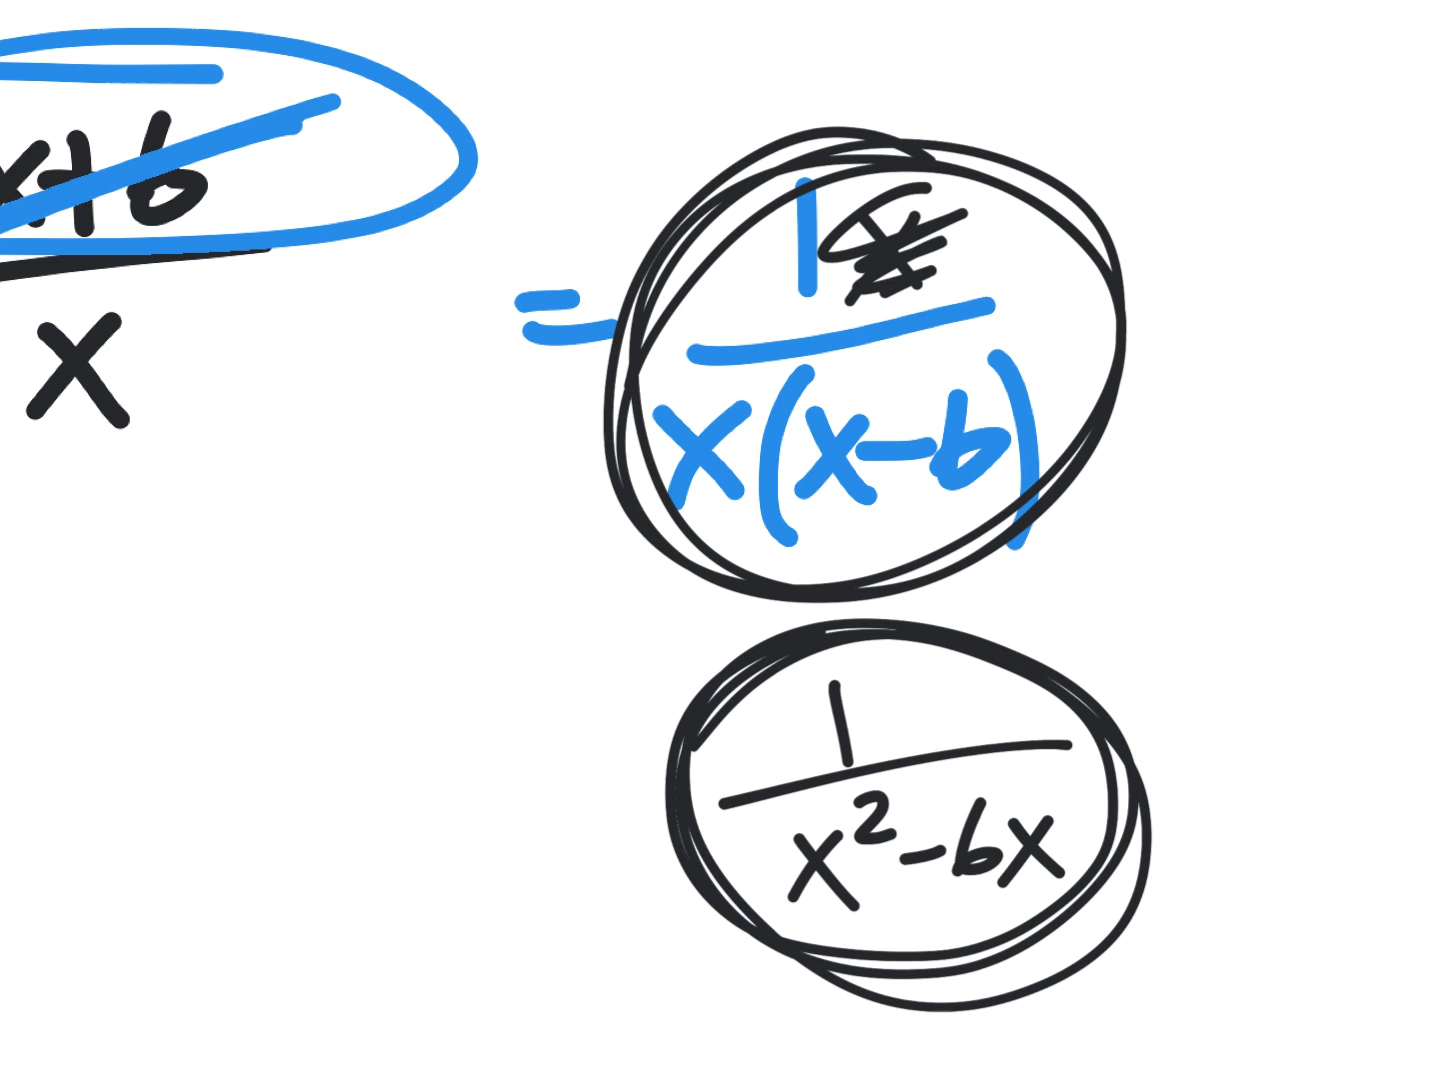 x+6
x
= 1
x(x-6)
1
x²-6x